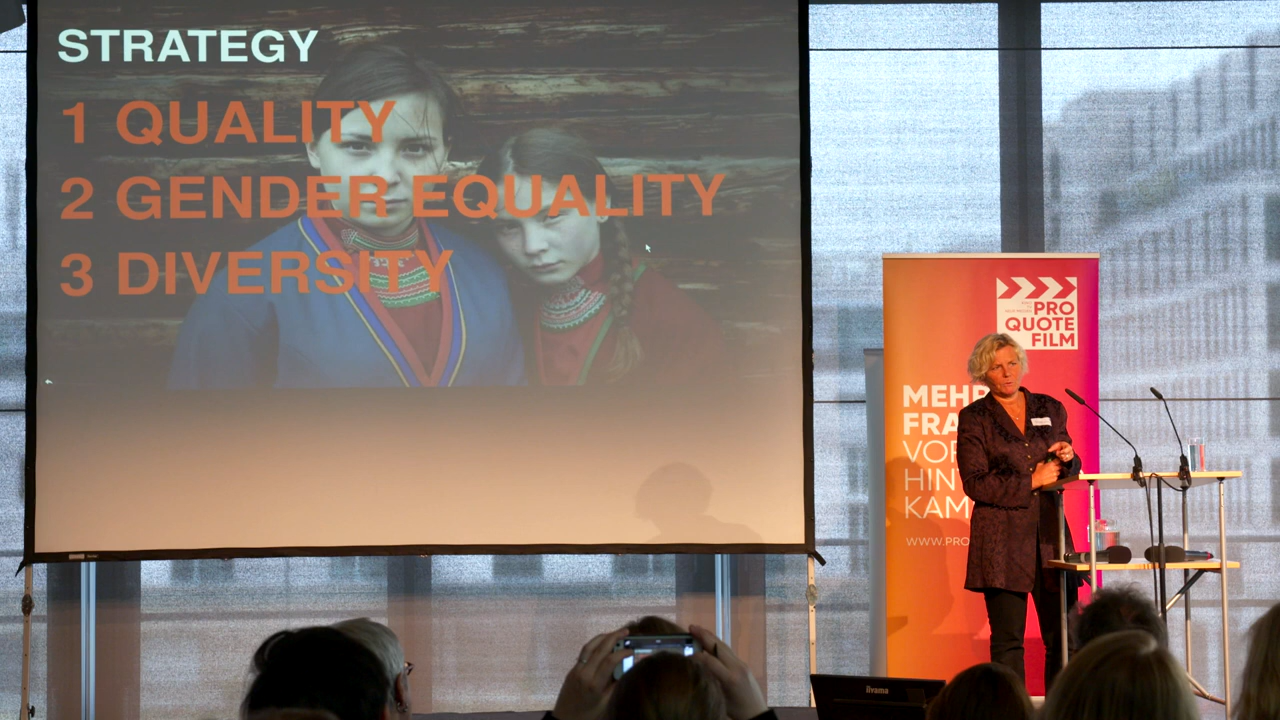 STRATEGY
1 QUALITY
2 GENDER EQUALITY
3 DIVERSITY
PRO
QUOTE
FILM
MEHR
FRA
VOR
HINT
KAM
WWW.PRO
iiyama